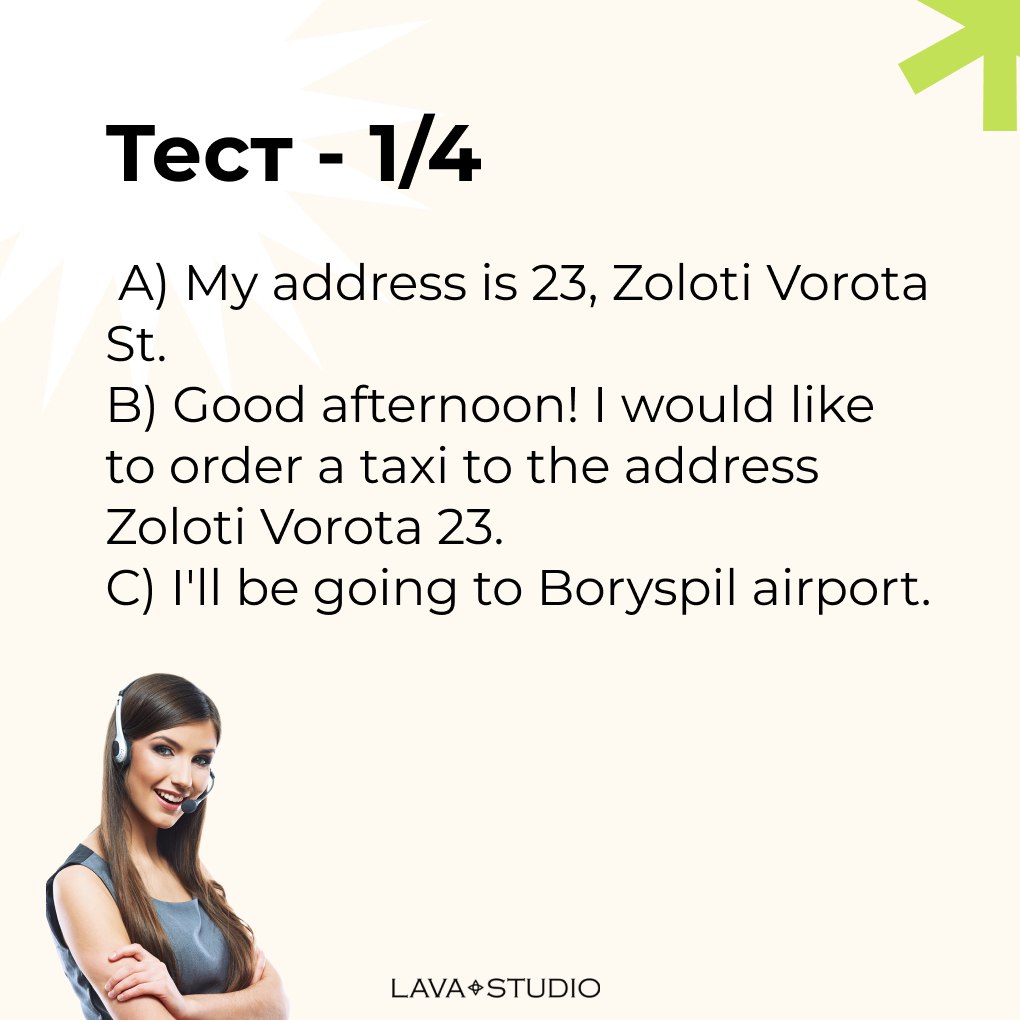 Тест - 1/4
A) My address is 23, Zoloti Vorota
St.
B) Good afternoon! I would like
to order a taxi to the address
Zoloti Vorota 23.
C) I'll be going to Boryspil airport.
LAVA STUDIO